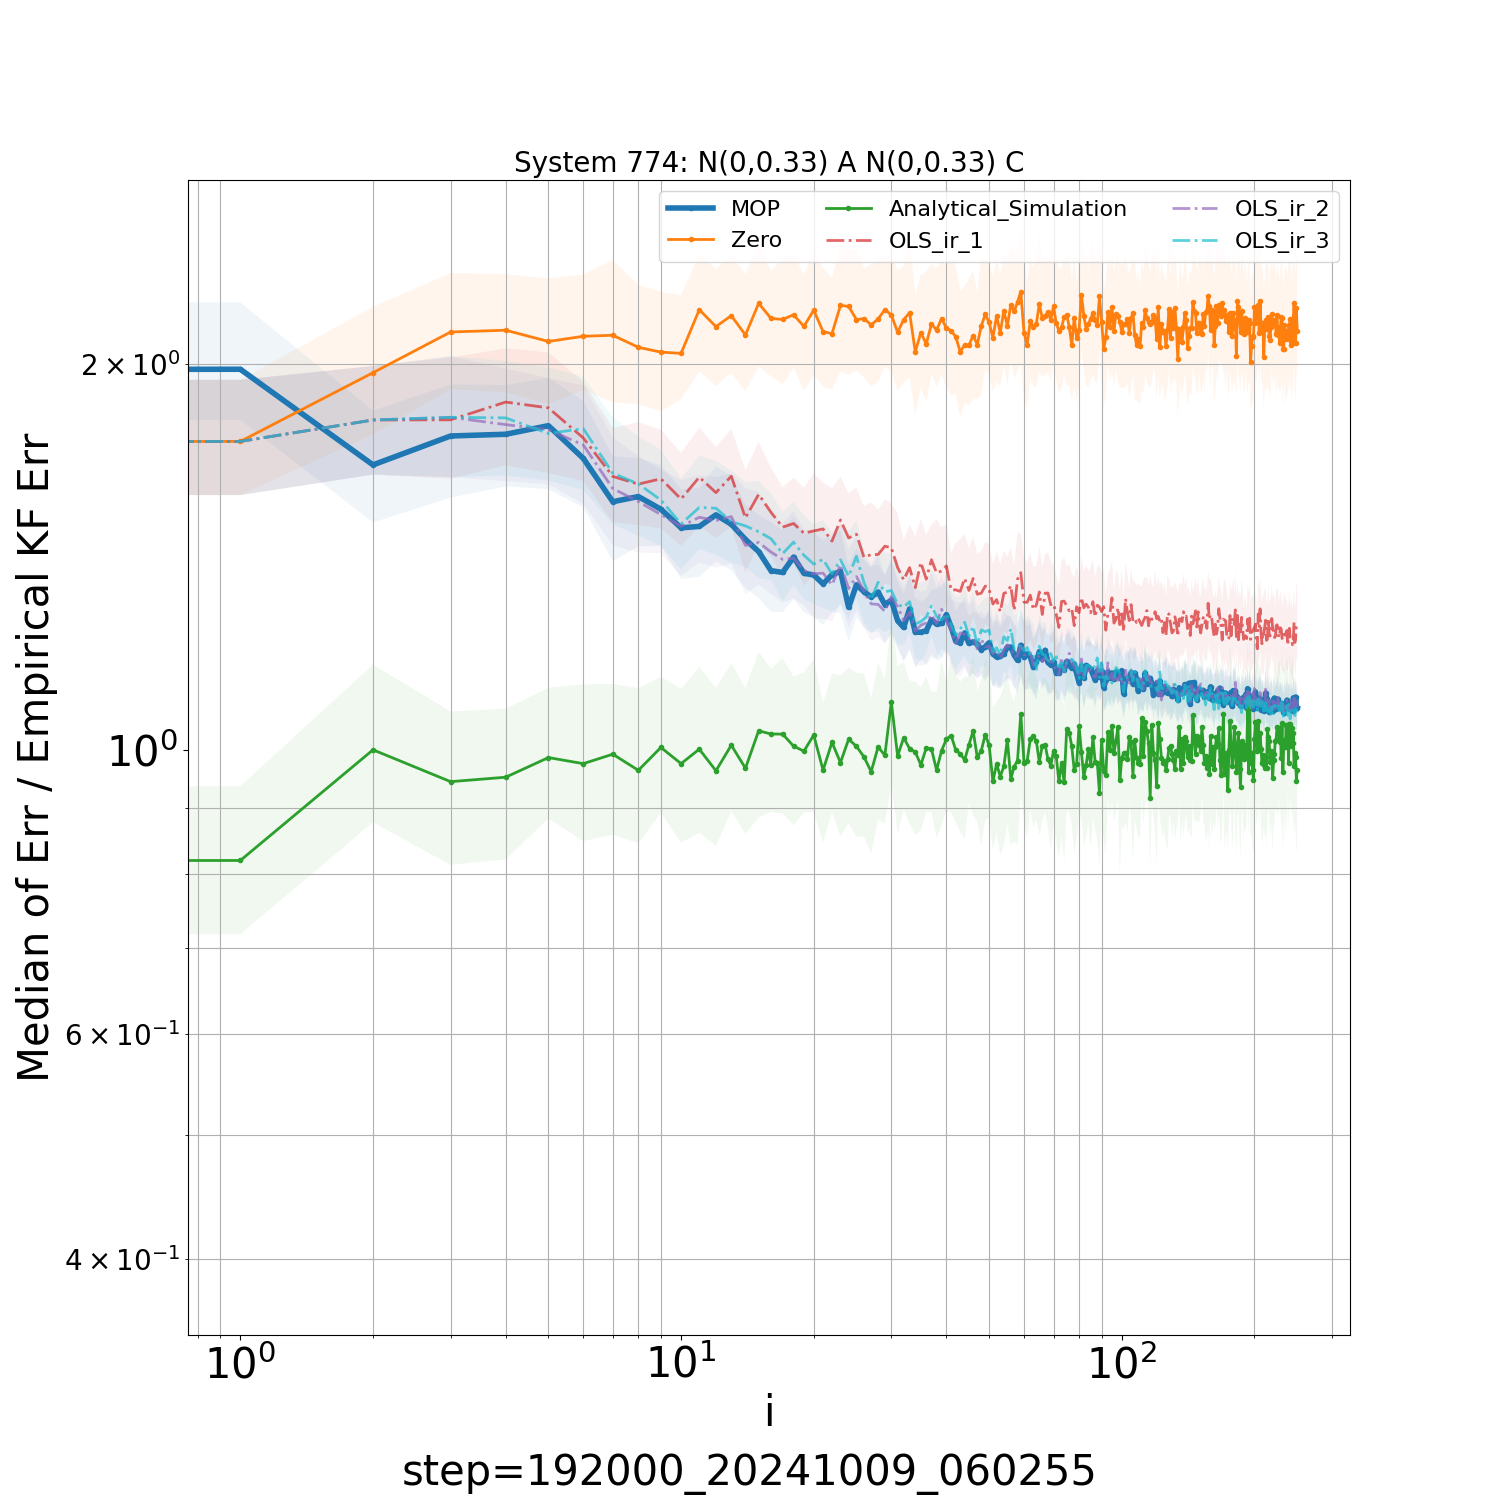 System 774: N(0,0.33) A N(0,0.33) C
MOP
Zero
Analytical_Simulation
OLS_ir_1
OLS_ir_2
OLS_ir_3
Median of Err / Empirical KF Err
2 × 10⁰
10⁰
6 × 10⁻¹
4 × 10⁻¹
10⁰
10¹
10²
i
step=192000_20241009_060255